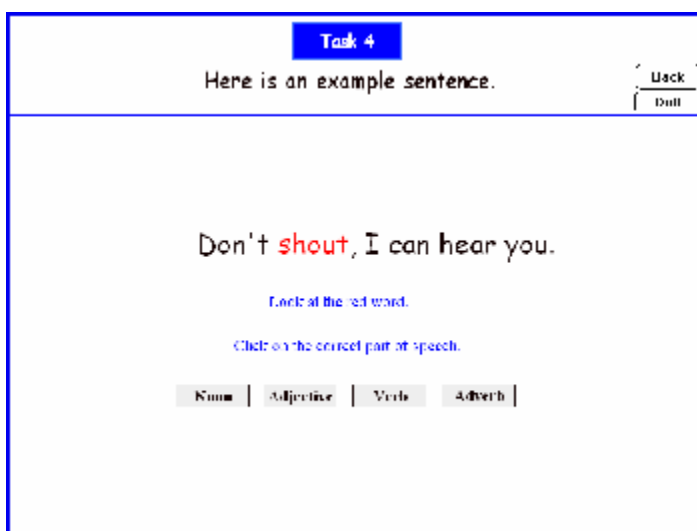 Task 4
Here is an example sentence.
Back
Don't shout, I can hear you.
Look at the red word.
Click on the correct part of speech.
Noun Adjective Verb Adverb